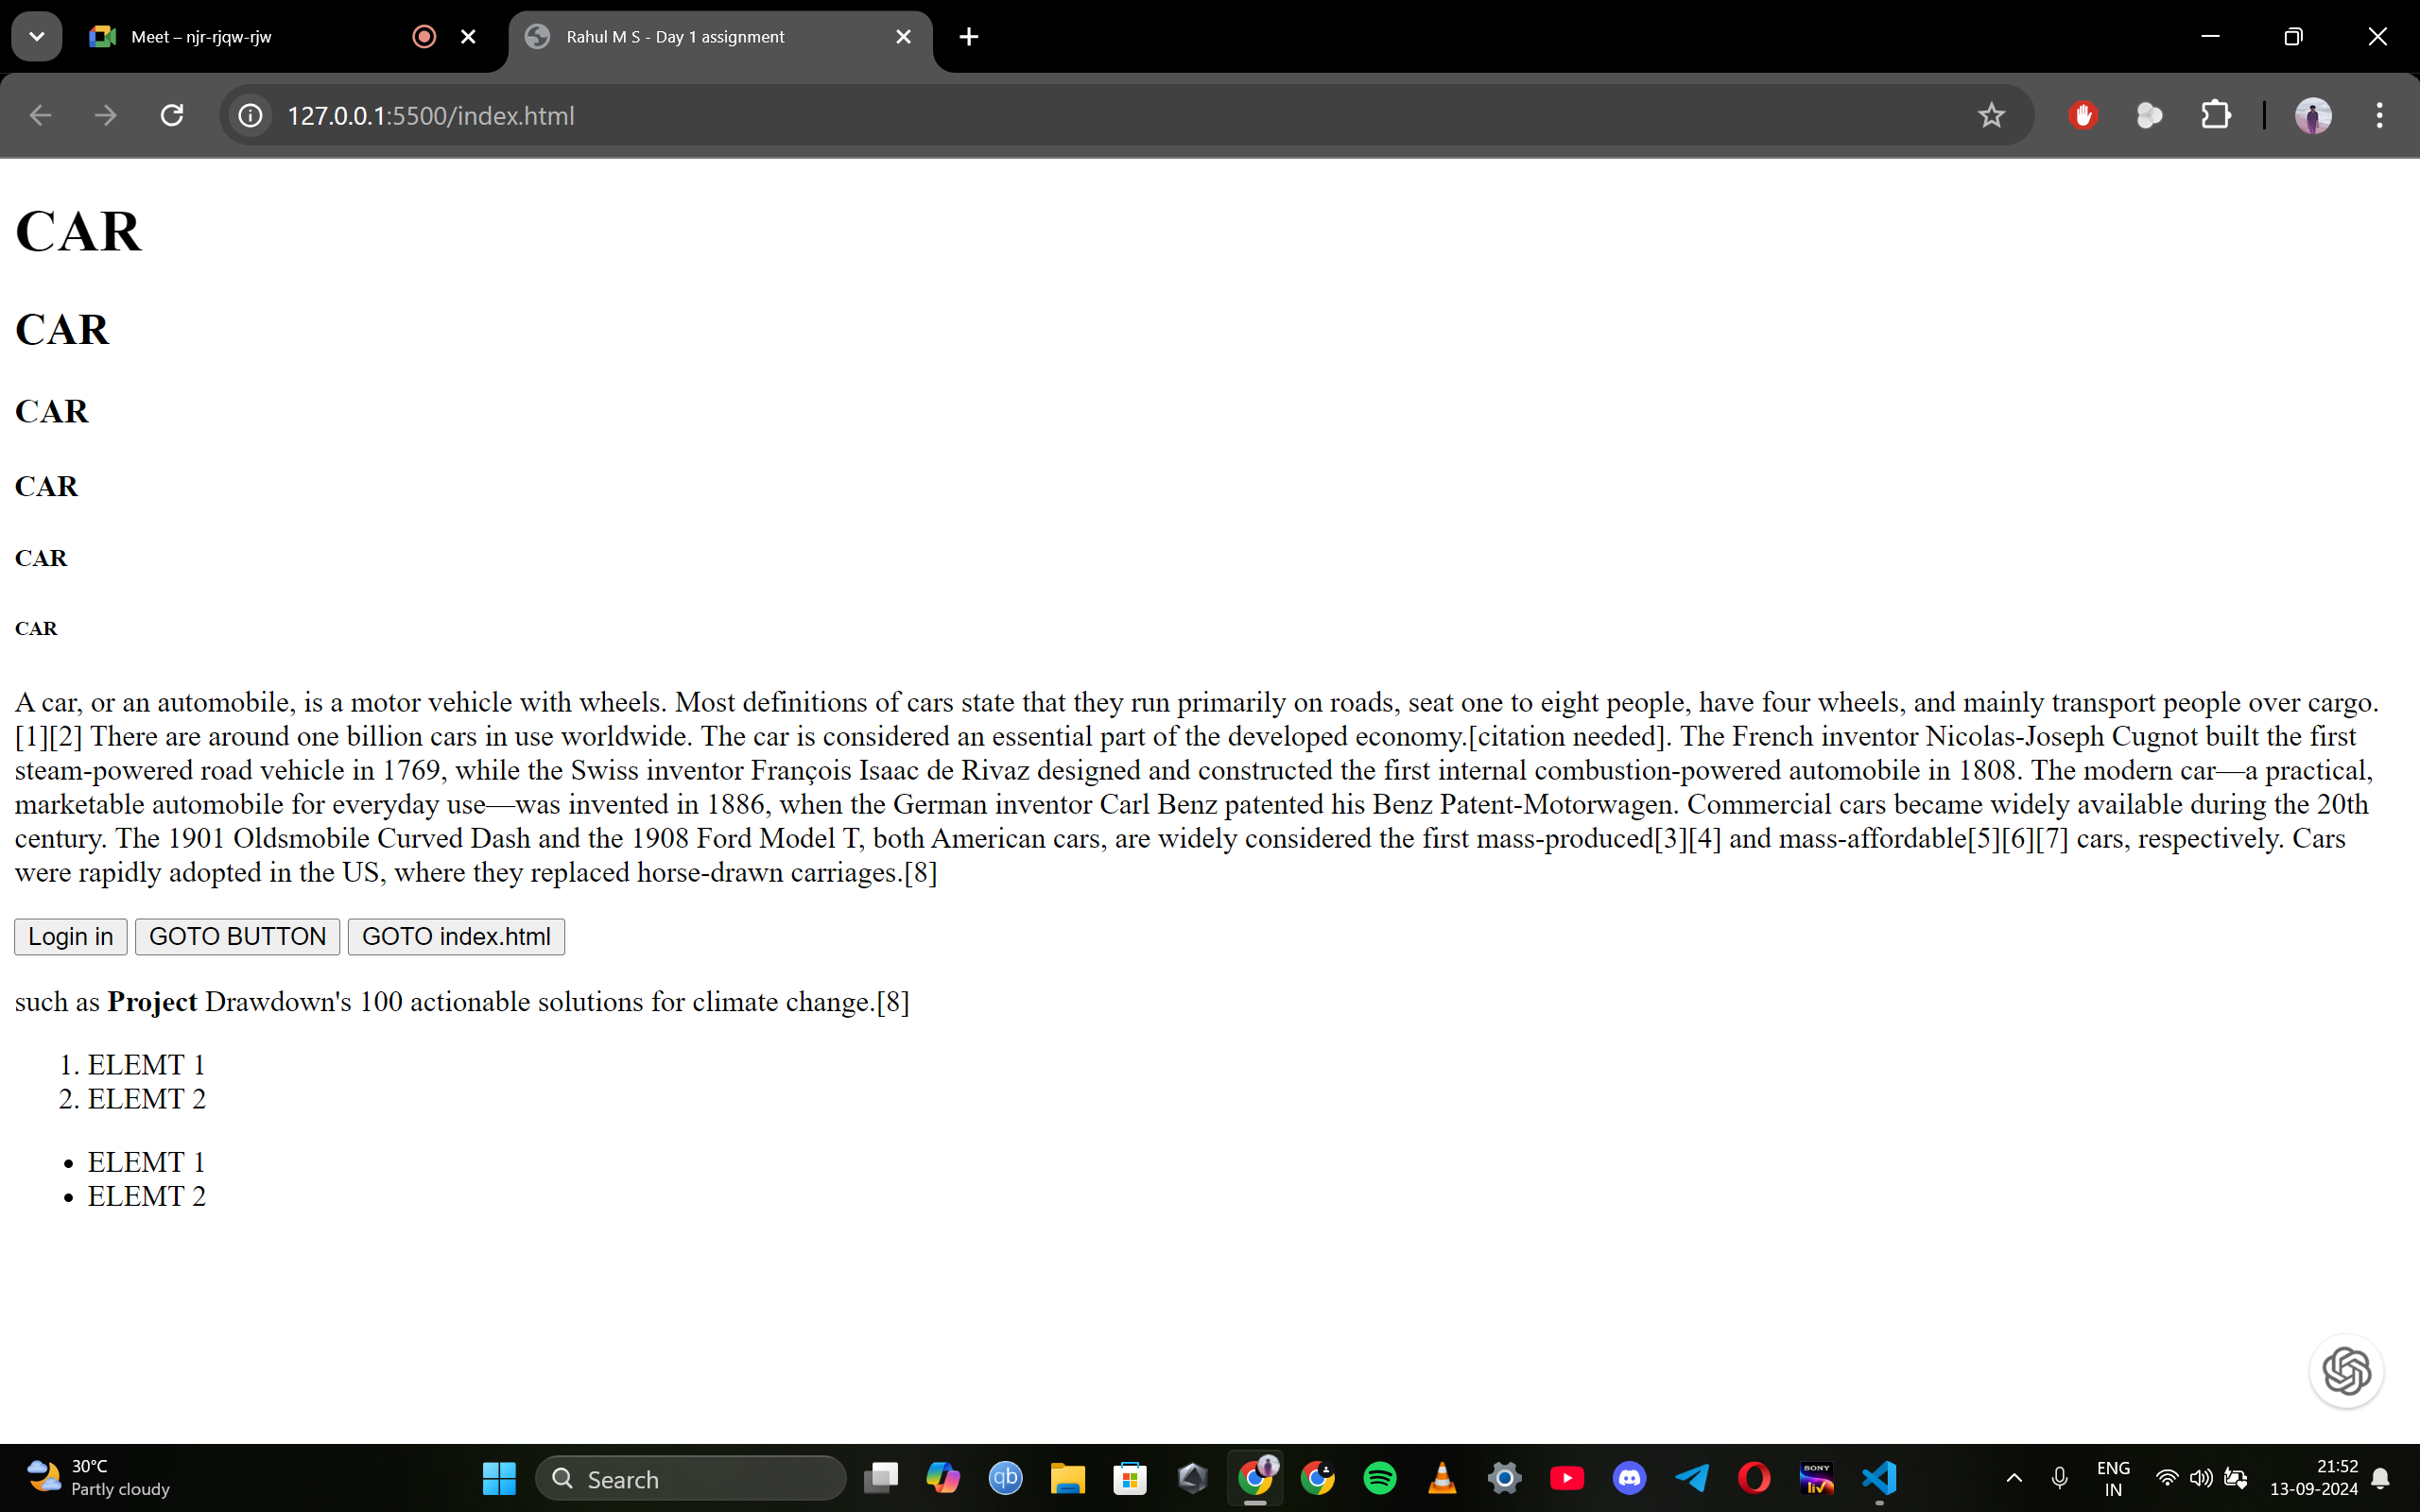 Meet – njr-rjqw-rjw
Rahul M S - Day 1 assignment
127.0.0.1:5500/index.html
CAR
CAR
CAR
CAR
CAR
CAR
A car, or an automobile, is a motor vehicle with wheels. Most definitions of cars state that they run primarily on roads, seat one to eight people, have four wheels, and mainly transport people over cargo.
[1][2] There are around one billion cars in use worldwide. The car is considered an essential part of the developed economy.[citation needed]. The French inventor Nicolas-Joseph Cugnot built the first
steam-powered road vehicle in 1769, while the Swiss inventor François Isaac de Rivaz designed and constructed the first internal combustion-powered automobile in 1808. The modern car—a practical,
marketable automobile for everyday use—was invented in 1886, when the German inventor Carl Benz patented his Benz Patent-Motorwagen. Commercial cars became widely available during the 20th
century. The 1901 Oldsmobile Curved Dash and the 1908 Ford Model T, both American cars, are widely considered the first mass-produced[3][4] and mass-affordable[5][6][7] cars, respectively. Cars
were rapidly adopted in the US, where they replaced horse-drawn carriages.[8]
Login in GOTO BUTTON GOTO index.html
such as Project Drawdown's 100 actionable solutions for climate change.[8]
1. ELEMT 1
2. ELEMT 2
• ELEMT 1
• ELEMT 2
30°C
Partly cloudy
Search
qb
SONY
liv
ENG
IN
21:52
13-09-2024